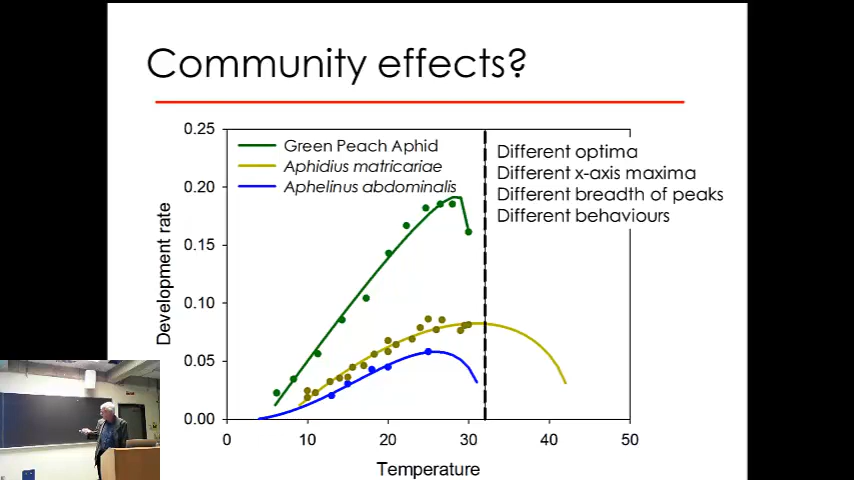 Community effects?
0.25
0.20
0.15
0.10
0.05
0.00
Development rate
Green Peach Aphid
Aphidius matricariae
Aphelinus abdominalis
Different optima
Different x-axis maxima
Different breadth of peaks
Different behaviours
0
10
20
30
40
50
Temperature